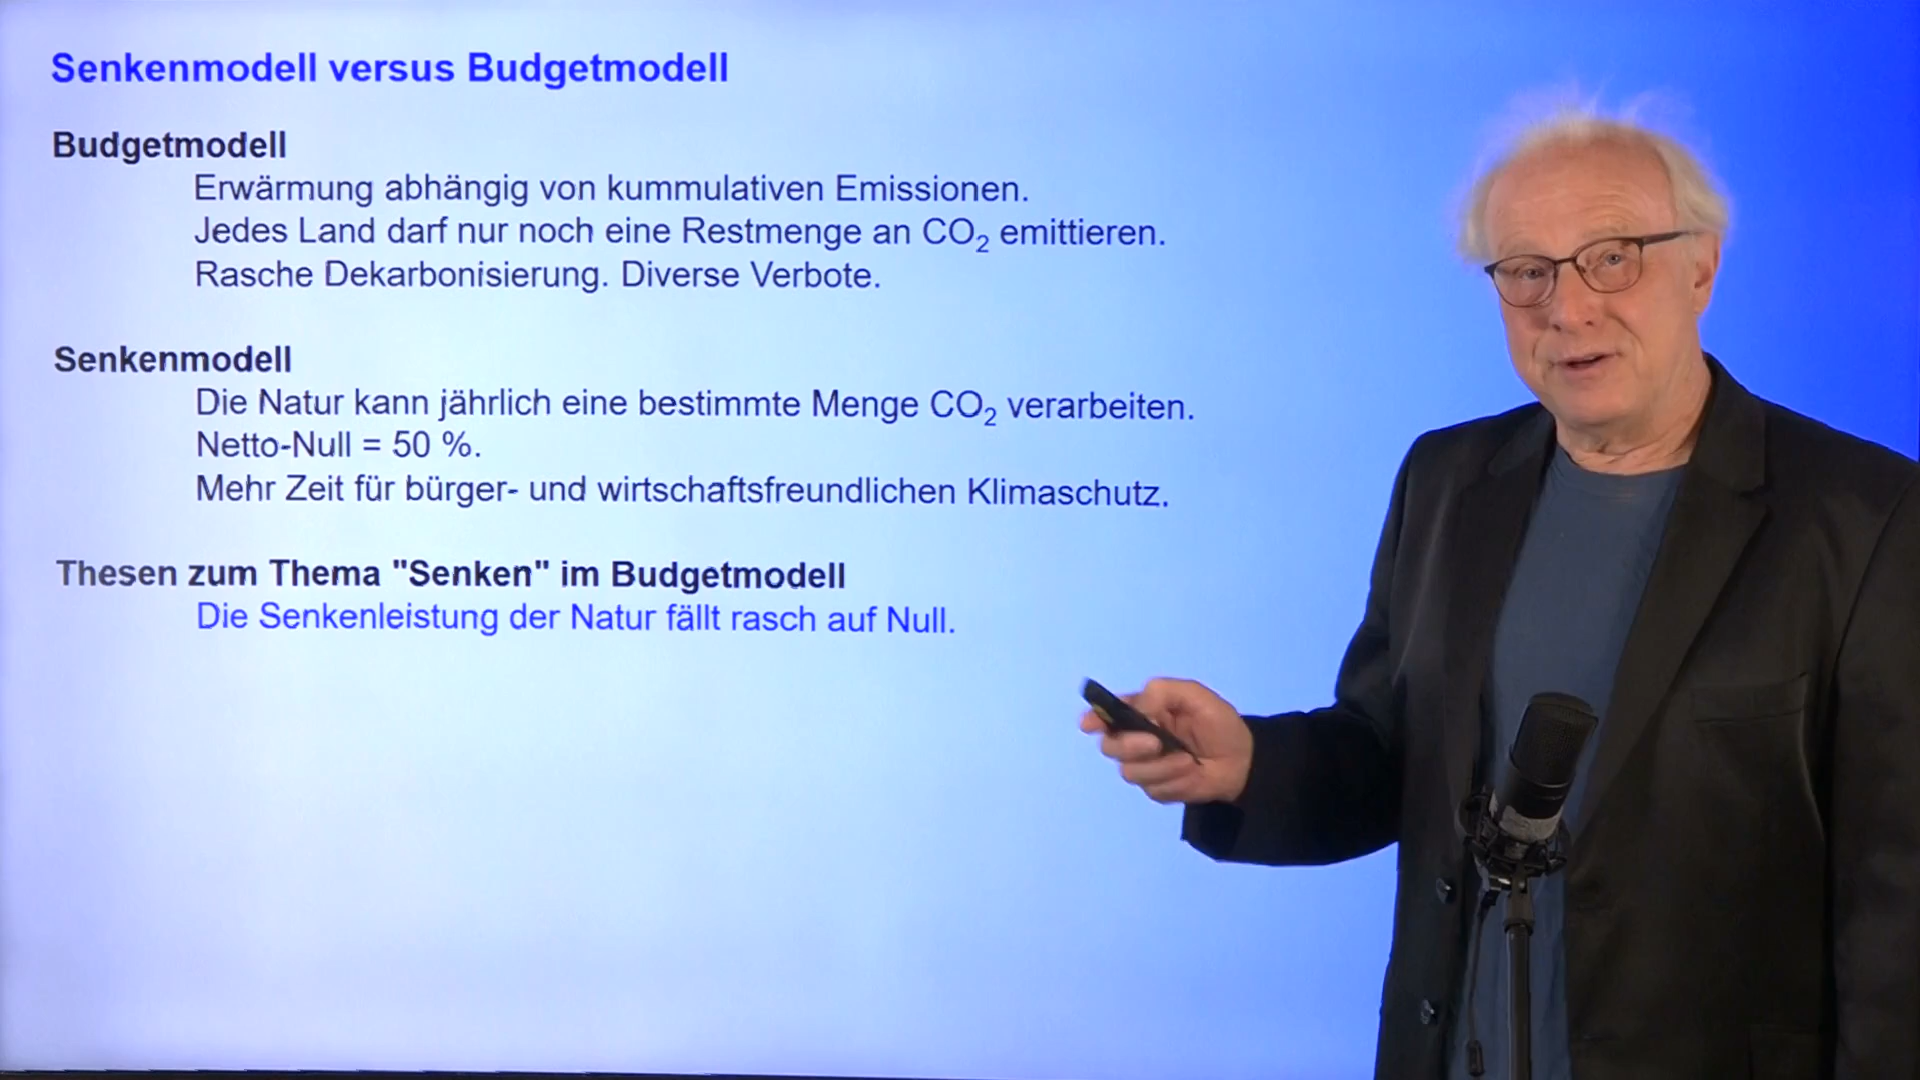 Senkenmodell versus Budgetmodell
Budgetmodell
Erwärmung abhängig von kummulativen Emissionen.
Jedes Land darf nur noch eine Restmenge an CO₂ emittieren.
Rasche Dekarbonisierung. Diverse Verbote.
Senkenmodell
Die Natur kann jährlich eine bestimmte Menge CO₂ verarbeiten.
Netto-Null = 50 %.
Mehr Zeit für bürger- und wirtschaftsfreundlichen Klimaschutz.
Thesen zum Thema "Senken" im Budgetmodell
Die Senkenleistung der Natur fällt rasch auf Null.